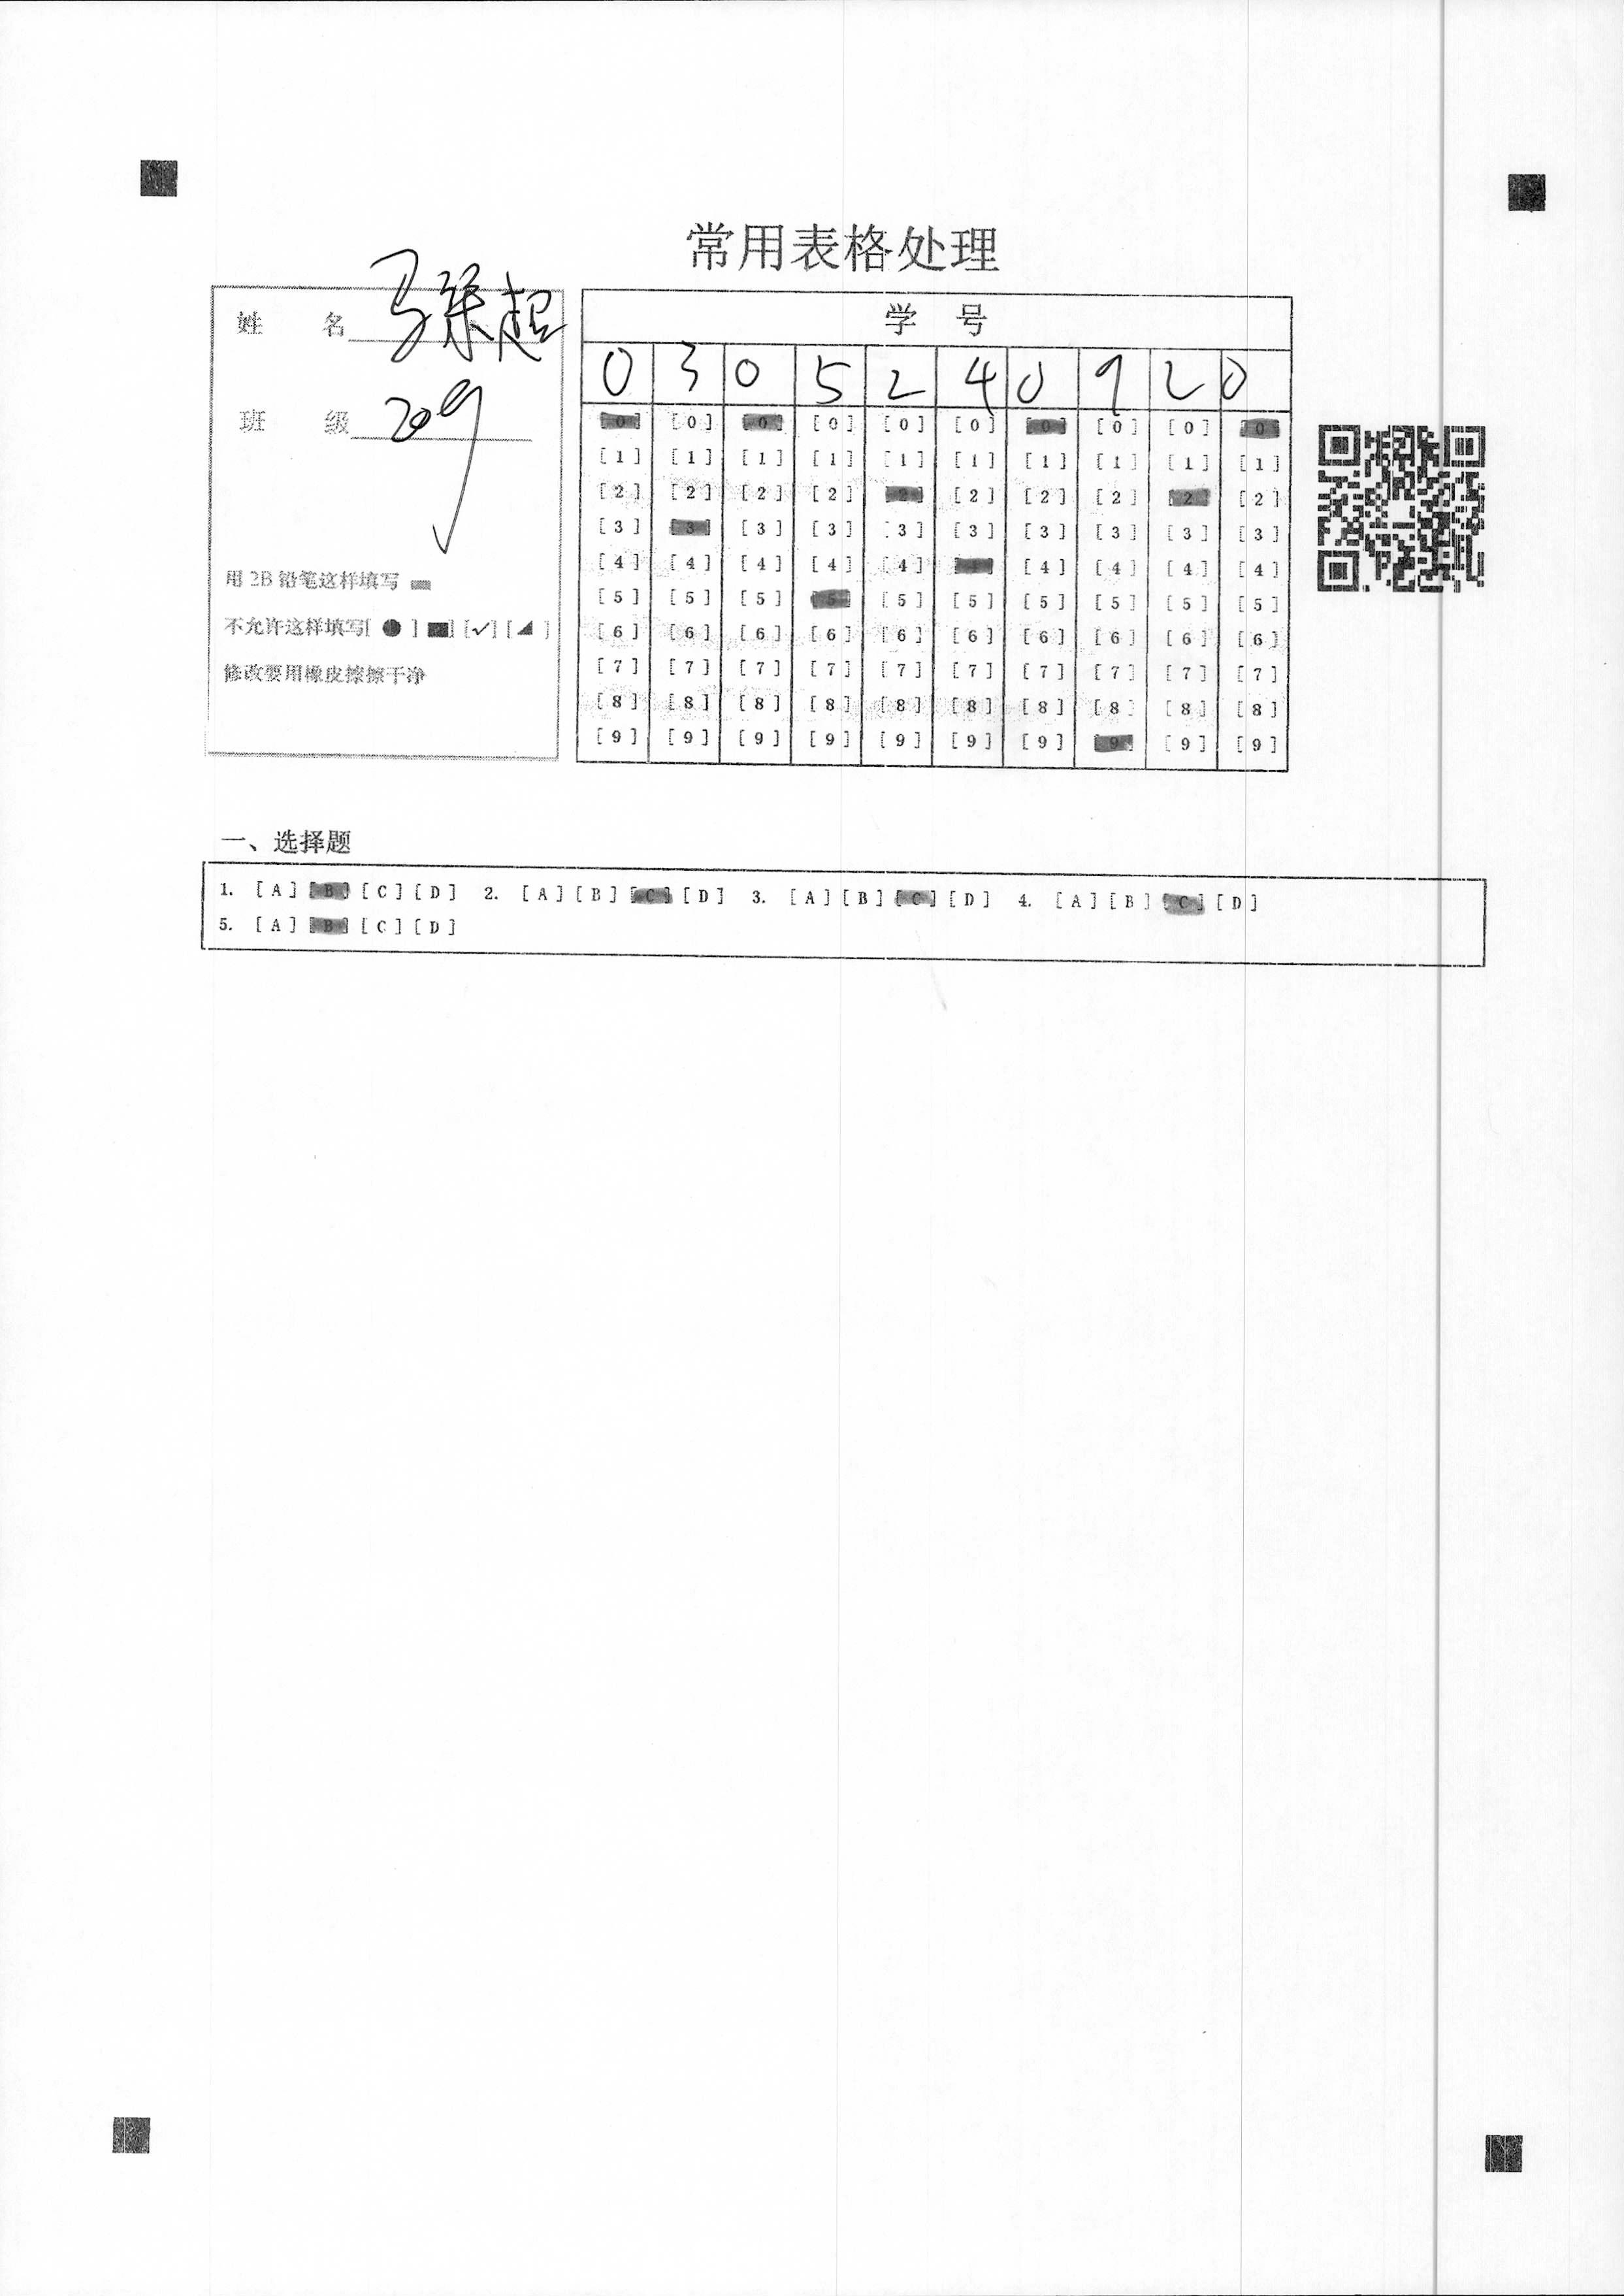 常用表格处理
姓 名 马 超
班 级 209
用 2B 铅笔这样填写
不允许这样填写[ ● ] ■] [✓] [◢ ]
修改要用橡皮擦擦干净
学 号
0 3 0 5 2 4 0 9 2 0
[0] [0] [0] [0] [0] [0] [0] [0] [0] [0]
[1] [1] [1] [1] [1] [1] [1] [1] [1] [1]
[2] [2] [2] [2] [2] [2] [2] [2] [2] [2]
[3] [3] [3] [3] [3] [3] [3] [3] [3] [3]
[4] [4] [4] [4] [4] [4] [4] [4] [4] [4]
[5] [5] [5] [5] [5] [5] [5] [5] [5] [5]
[6] [6] [6] [6] [6] [6] [6] [6] [6] [6]
[7] [7] [7] [7] [7] [7] [7] [7] [7] [7]
[8] [8] [8] [8] [8] [8] [8] [8] [8] [8]
[9] [9] [9] [9] [9] [9] [9] [9] [9] [9]
一、选择题
1. [A] [B] [C] [D] 2. [A] [B] [C] [D] 3. [A] [B] [C] [D] 4. [A] [B] [C] [D]
5. [A] [B] [C] [D]